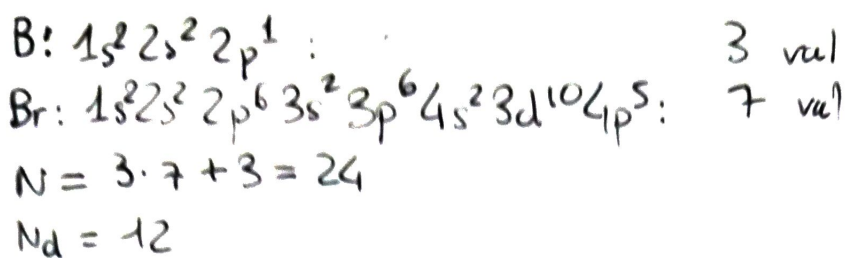 B: 1s² 2s² 2p¹ : 3 val
Br: 1s² 2s² 2p⁶ 3s² 3p⁶ 4s² 3d¹⁰ 4p⁵: 7 val
N = 3·7 + 3 = 24
Nd = 12